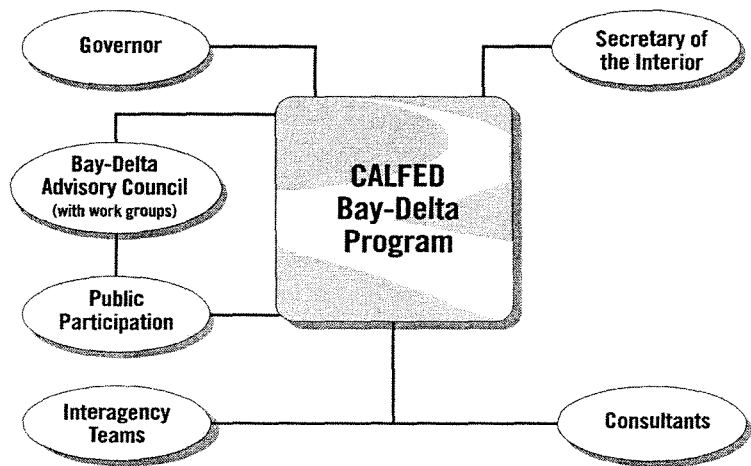 Governor
Secretary of
the Interior
Bay-Delta
Advisory Council
(with work groups)
CALFED
Bay-Delta
Program
Public
Participation
Interagency
Teams
Consultants